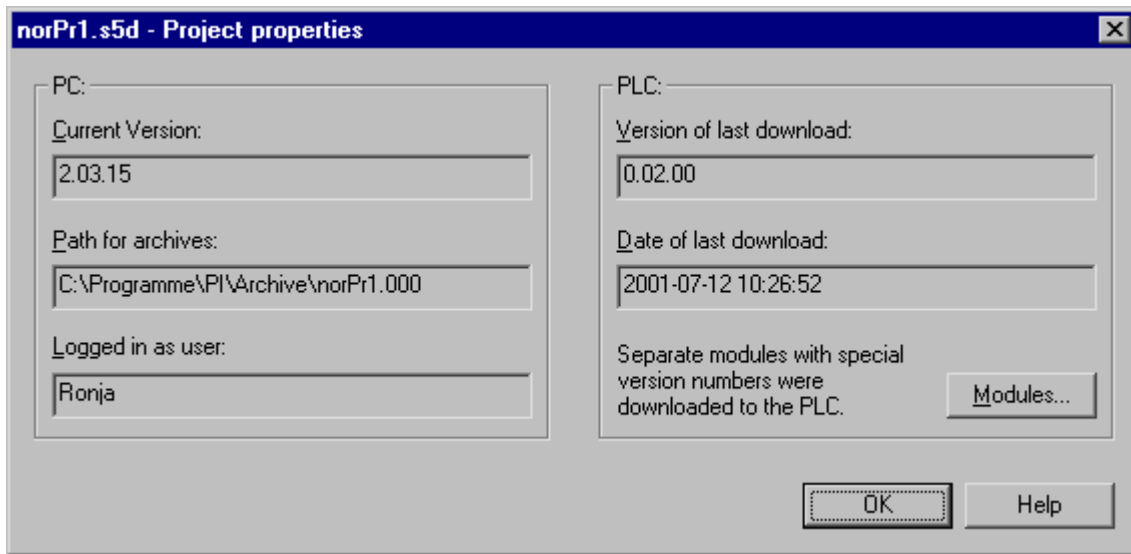 norPr1.s5d - Project properties
PC:
Current Version:
2.03.15
Path for archives:
C:\Programme\PI\Archive\norPr1.000
Logged in as user:
Ronja
PLC:
Version of last download:
0.02.00
Date of last download:
2001-07-12 10:26:52
Separate modules with special
version numbers were
downloaded to the PLC.
Modules...
OK
Help